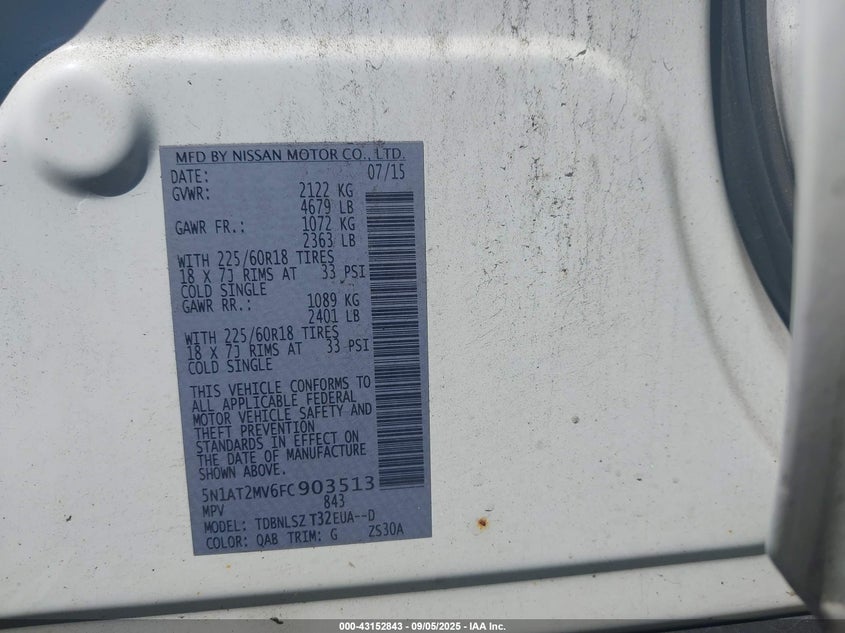 MFD BY NISSAN MOTOR CO., LTD.
DATE: 07/15
GVWR: 2122 KG
4679 LB
GAWR FR.: 1072 KG
2363 LB
WITH 225/60R18 TIRES
18 X 7J RIMS AT 33 PSI
COLD SINGLE
GAWR RR.: 1089 KG
2401 LB
WITH 225/60R18 TIRES
18 X 7J RIMS AT 33 PSI
COLD SINGLE
THIS VEHICLE CONFORMS TO
ALL APPLICABLE FEDERAL
MOTOR VEHICLE SAFETY AND
THEFT PREVENTION
STANDARDS IN EFFECT ON
THE DATE OF MANUFACTURE
SHOWN ABOVE.
5N1AT2MV6FC903513
MPV 843
MODEL: TDBNLSZ T32EUA--D
COLOR: QAB TRIM: G ZS30A
000-43152843 - 09/05/2025 - IAA Inc.